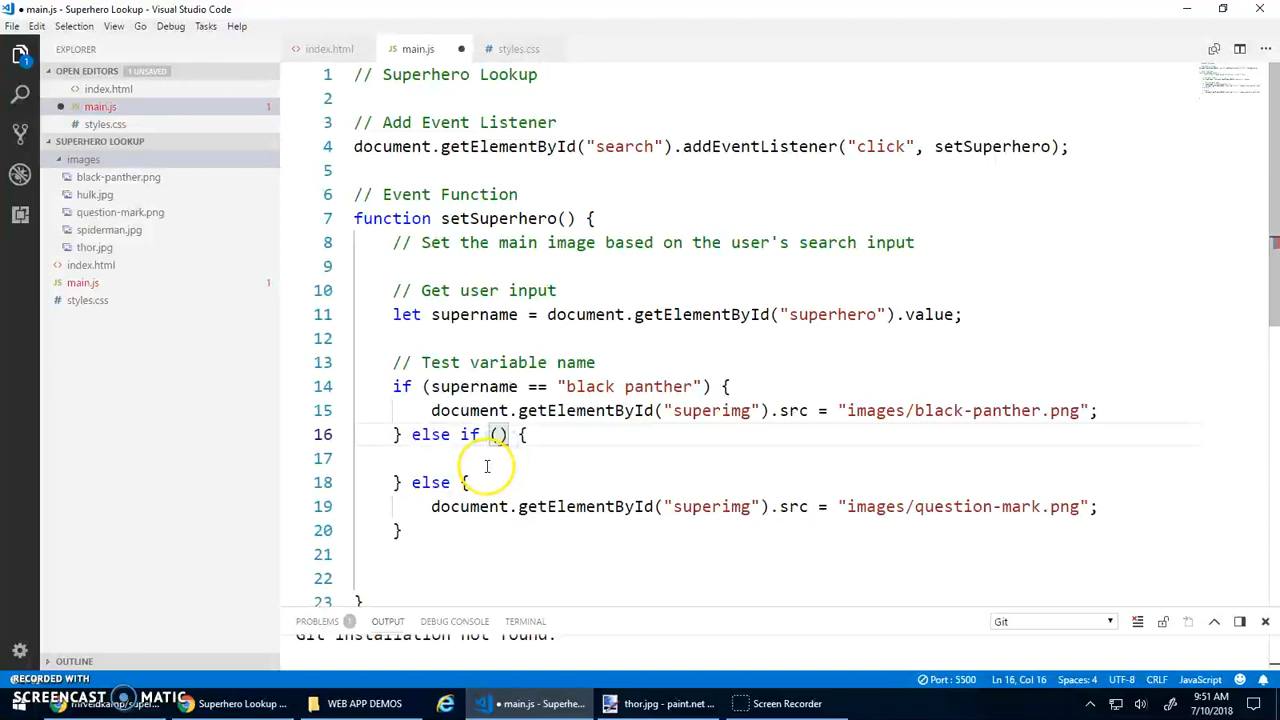 ● main.js - Superhero Lookup - Visual Studio Code
File Edit Selection View Go Debug Tasks Help
EXPLORER
index.html main.js styles.css
OPEN EDITORS 1 UNSAVED
index.html
main.js 1
styles.css
SUPERHERO LOOKUP
images
black-panther.png
hulk.jpg
question-mark.png
spiderman.jpg
thor.jpg
index.html
main.js 1
styles.css
OUTLINE
1 // Superhero Lookup
2
3 // Add Event Listener
4 document.getElementById("search").addEventListener("click", setSuperhero);
5
6 // Event Function
7 function setSuperhero() {
8 // Set the main image based on the user's search input
9
10 // Get user input
11 let supername = document.getElementById("superhero").value;
12
13 // Test variable name
14 if (supername == "black panther") {
15 document.getElementById("superimg").src = "images/black-panther.png";
16 } else if () {
17
18 } else {
19 document.getElementById("superimg").src = "images/question-mark.png";
20 }
21
22
23 }
PROBLEMS 1 OUTPUT DEBUG CONSOLE TERMINAL Git
Git installation not found.
Port : 5500 Ln 16, Col 16 Spaces: 4 UTF-8 CRLF JavaScript
RECORDED WITH
SCREENCAST MATIC
Superhero Lookup ... WEB APP DEMOS ● main.js - Superhe... thor.jpg - paint.net ... Screen Recorder
9:51 AM
7/10/2018